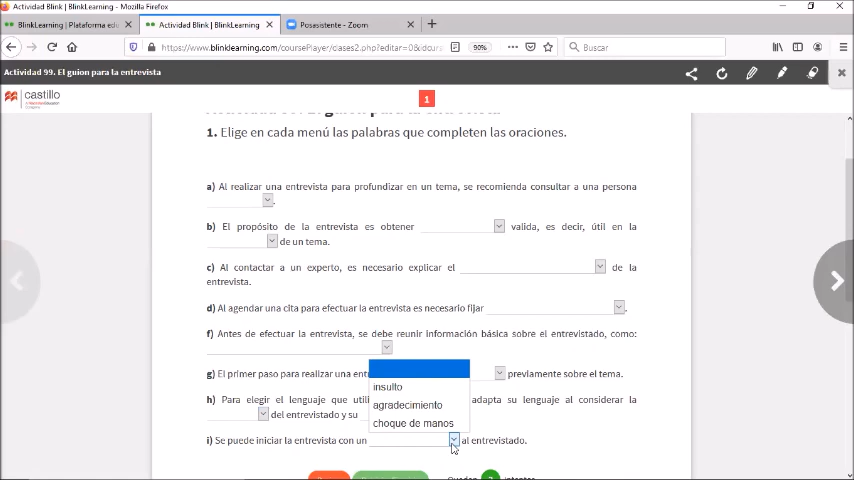 Actividad Blink | BlinkLearning - Mozilla Firefox
BlinkLearning | Plataforma edu
Actividad Blink | BlinkLearning
Posasistente - Zoom
https://www.blinklearning.com/coursePlayer/clases2.php?editar=0&idcura
90%
Buscar
Actividad 99. El guion para la entrevista
castillo
1
1. Elige en cada menú las palabras que completen las oraciones.
a) Al realizar una entrevista para profundizar en un tema, se recomienda consultar a una persona
.
b) El propósito de la entrevista es obtener valida, es decir, útil en la
de un tema.
c) Al contactar a un experto, es necesario explicar el de la
entrevista.
d) Al agendar una cita para efectuar la entrevista es necesario fijar .
f) Antes de efectuar la entrevista, se debe reunir información básica sobre el entrevistado, como:
g) El primer paso para realizar una previamente sobre el tema.
insulto
h) Para elegir el lenguaje que adapta su lenguaje al considerar la
agradecimiento
del entrevistado y su
choque de manos
i) Se puede iniciar la entrevista con un al entrevistado.